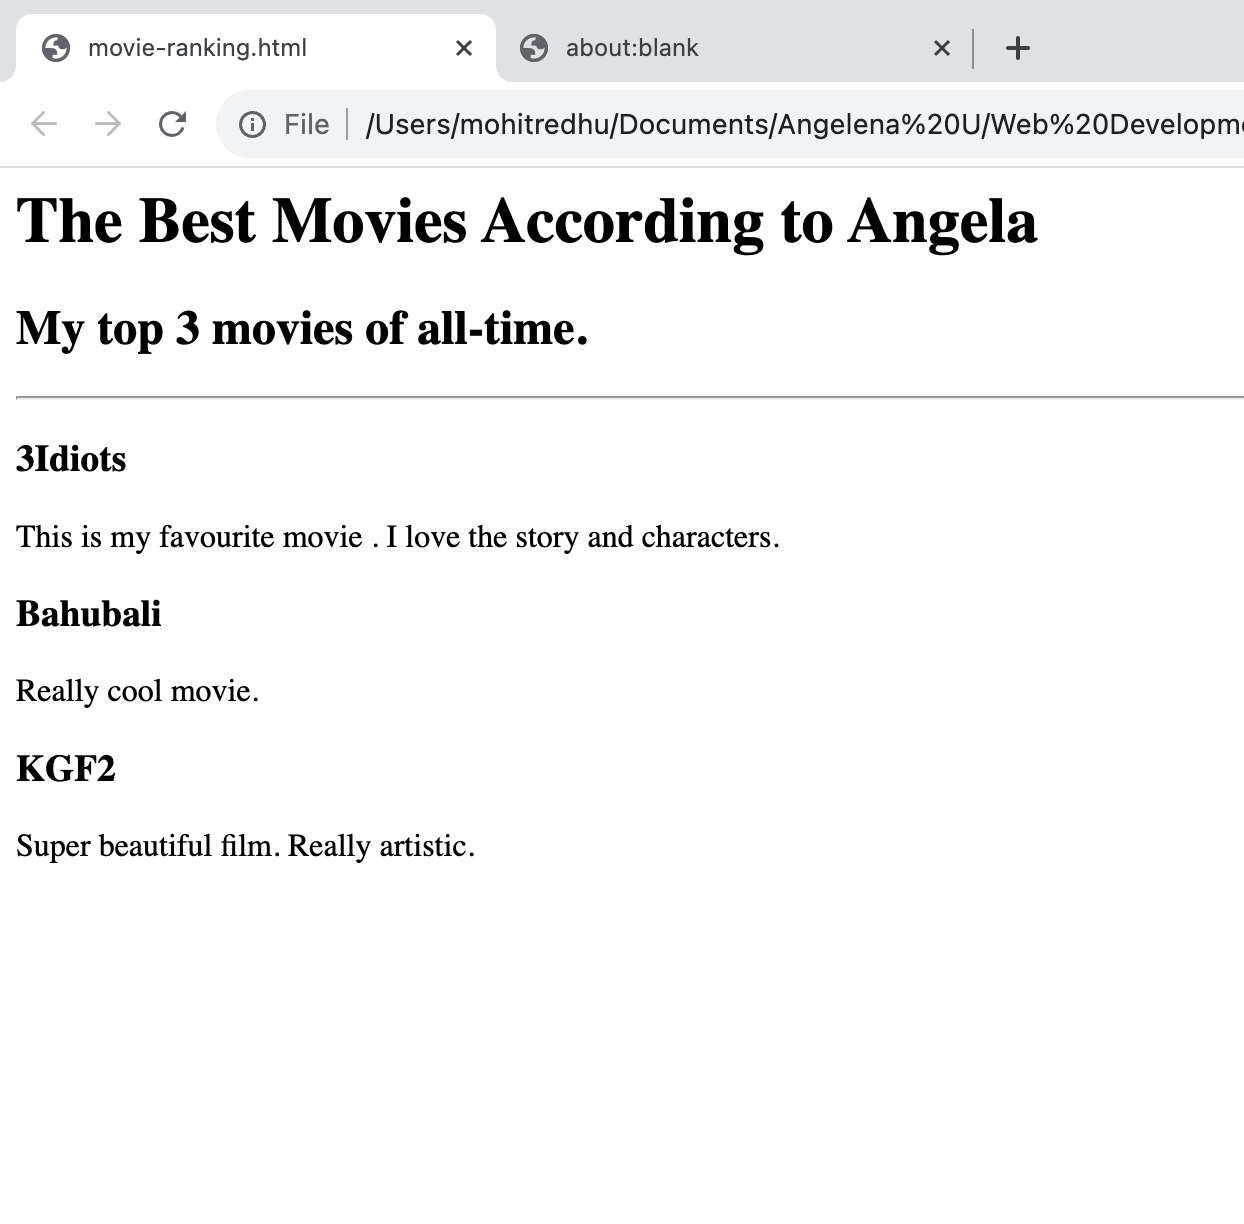 movie-ranking.html
about:blank
File
/Users/mohitredhu/Documents/Angelena%20U/Web%20Developm
The Best Movies According to Angela
My top 3 movies of all-time.
3Idiots
This is my favourite movie . I love the story and characters.
Bahubali
Really cool movie.
KGF2
Super beautiful film. Really artistic.